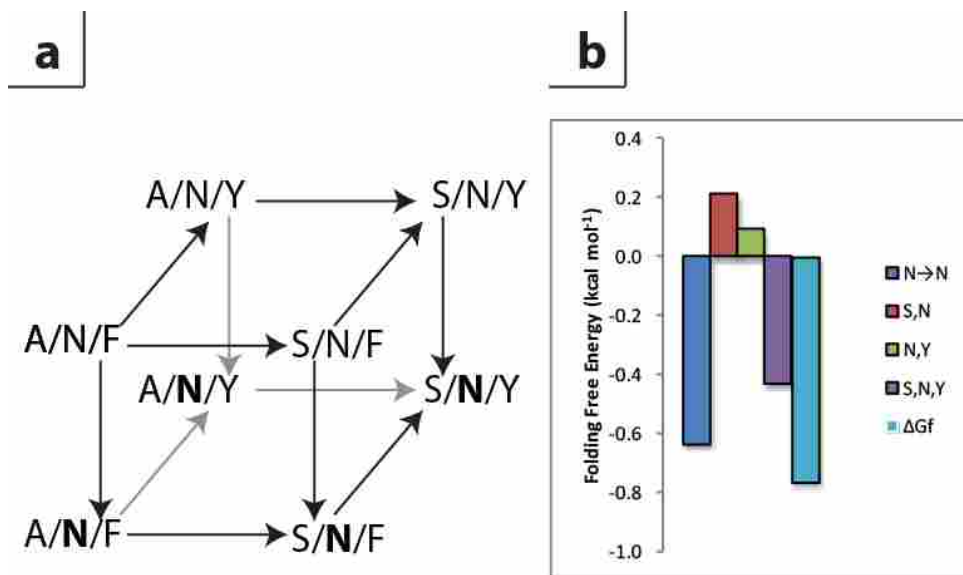 a
A/N/Y
S/N/Y
A/N/F
S/N/F
A/N/Y
S/N/Y
A/N/F
S/N/F
b
Folding Free Energy (kcal mol⁻¹)
0.4
0.2
0.0
-0.2
-0.4
-0.6
-0.8
-1.0
N→N
S,N
N,Y
S,N,Y
ΔGf